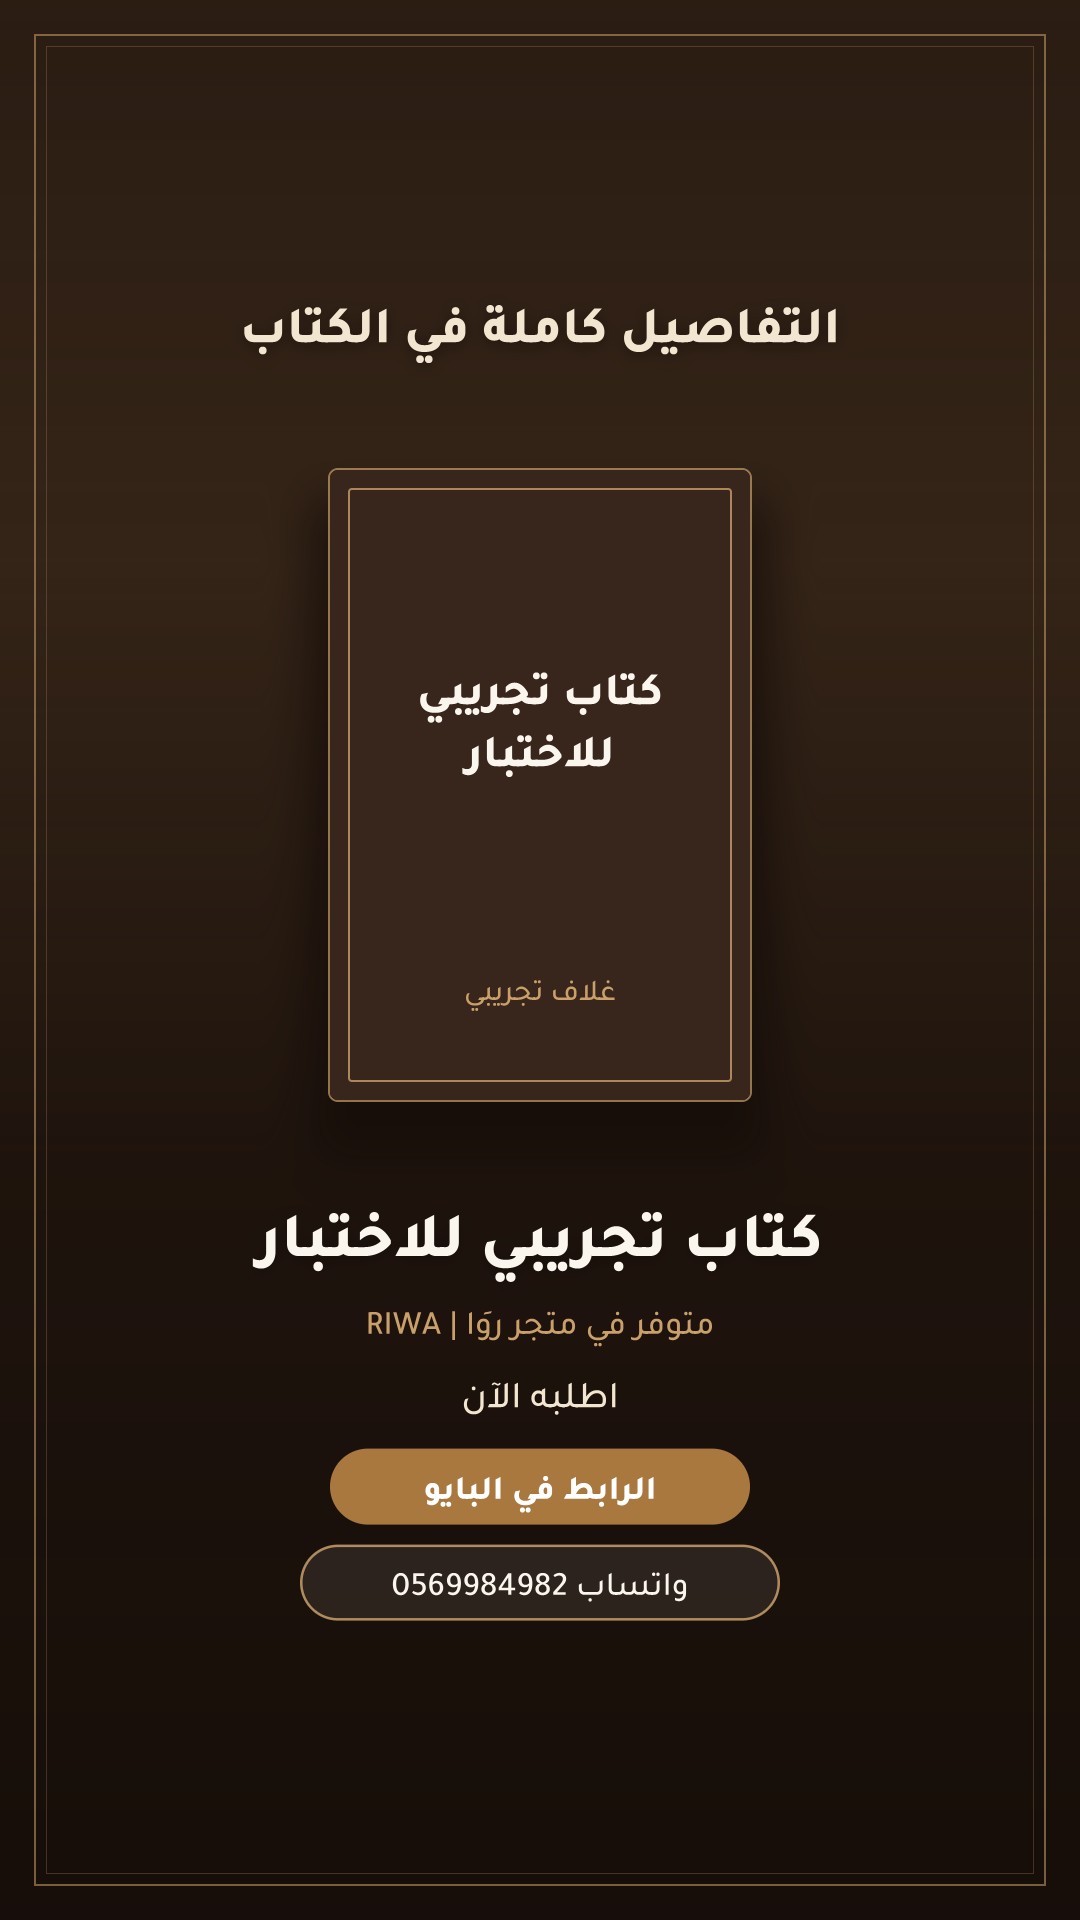 التفاصيل كاملة في الكتاب
كتاب تجريبي
للاختبار
غلاف تجريبي
كتاب تجريبي للاختبار
متوفر في متجر روَا | RIWA
اطلبه الآن
الرابط في البايو
واتساب 0569984982